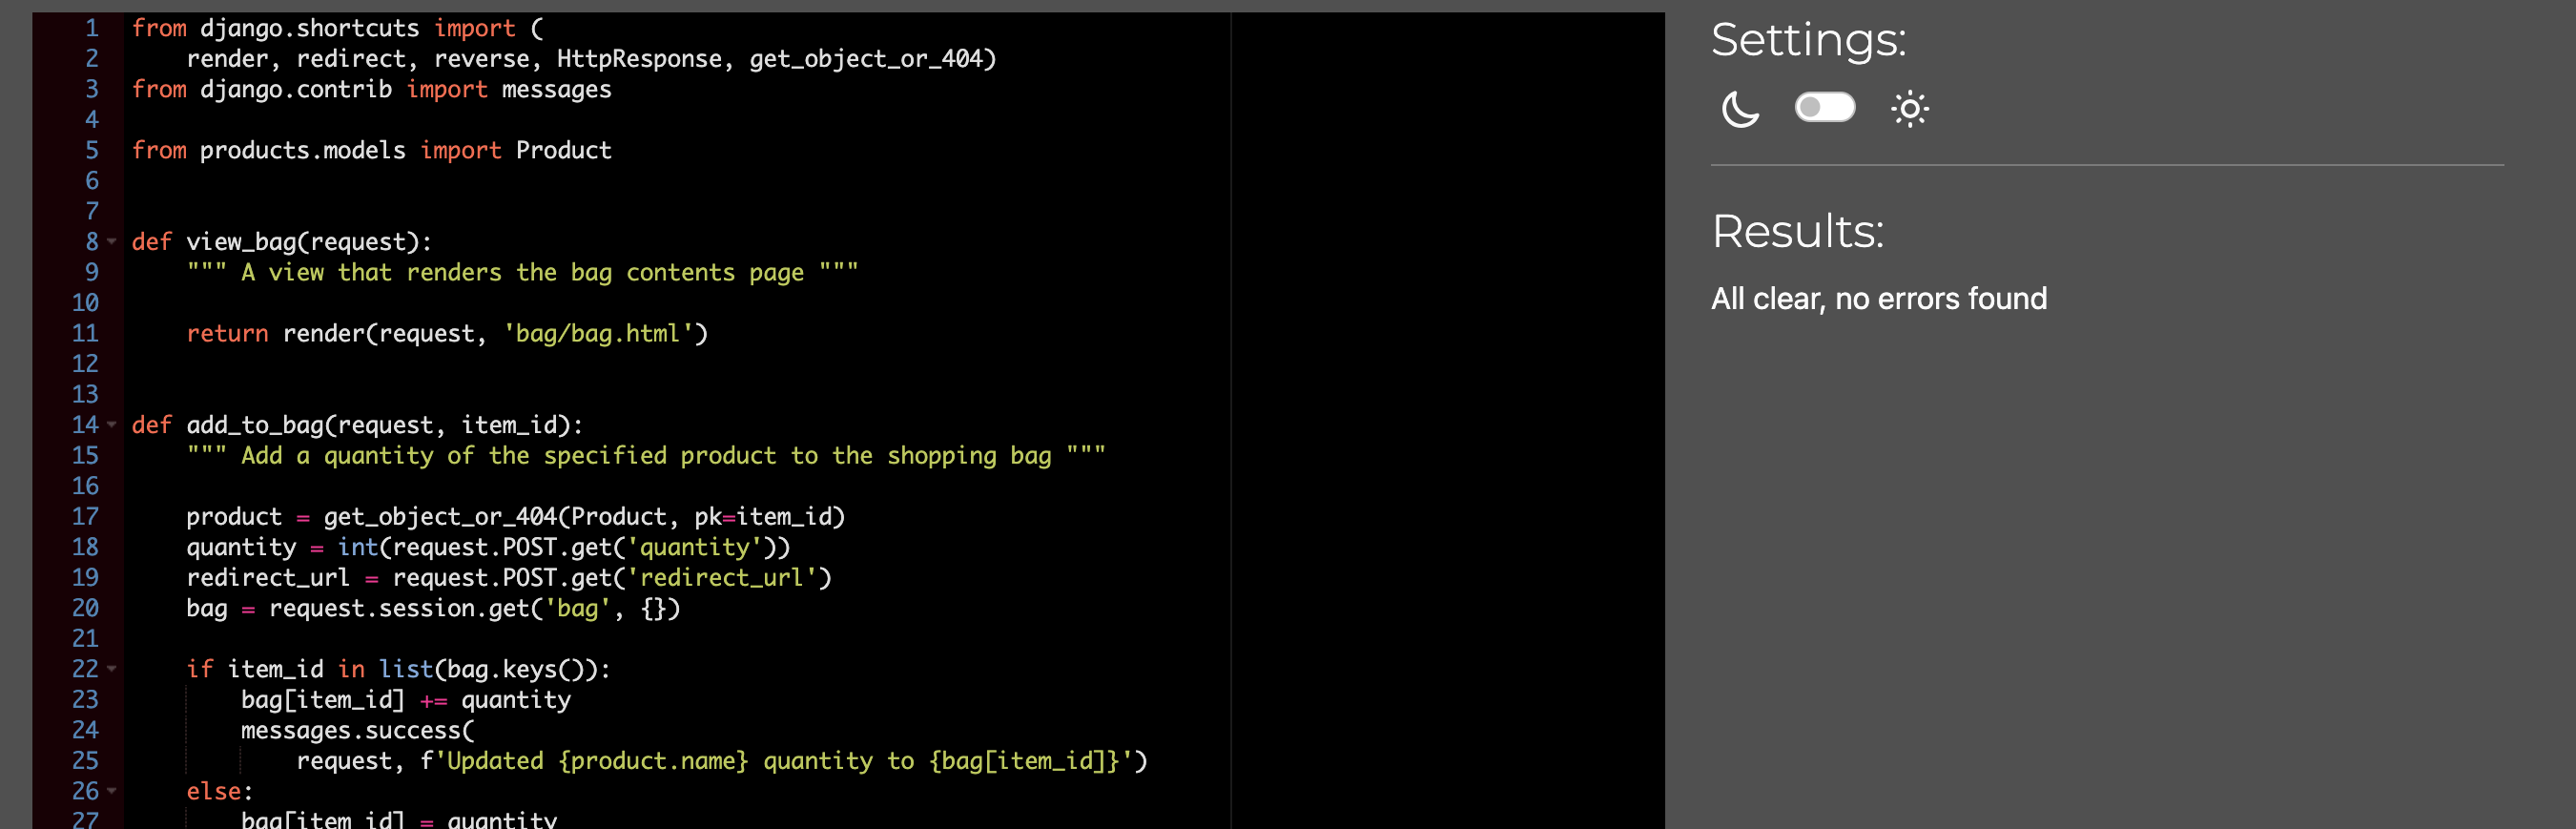 1 from django.shortcuts import (
2     render, redirect, reverse, HttpResponse, get_object_or_404)
3 from django.contrib import messages
4
5 from products.models import Product
6
7
8 def view_bag(request):
9     """ A view that renders the bag contents page """
10
11     return render(request, 'bag/bag.html')
12
13
14 def add_to_bag(request, item_id):
15     """ Add a quantity of the specified product to the shopping bag """
16
17     product = get_object_or_404(Product, pk=item_id)
18     quantity = int(request.POST.get('quantity'))
19     redirect_url = request.POST.get('redirect_url')
20     bag = request.session.get('bag', {})
21
22     if item_id in list(bag.keys()):
23         bag[item_id] += quantity
24         messages.success(
25             request, f'Updated {product.name} quantity to {bag[item_id]}')
26     else:
27         bag[item_id] = quantity
Settings:
Results:
All clear, no errors found